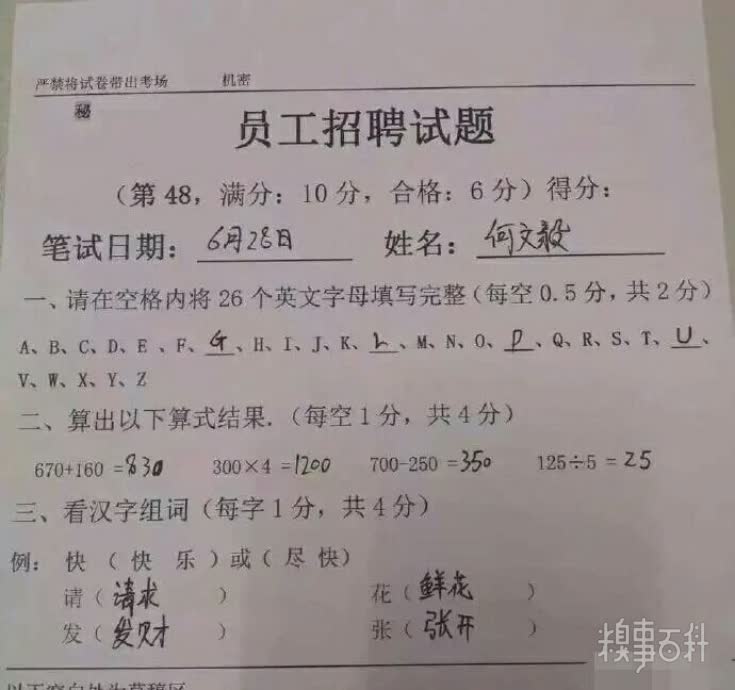 严禁将试卷带出考场 机密
秘
员工招聘试题
(第 48, 满分: 10 分, 合格: 6 分) 得分:
笔试日期: 6月28日 姓名: 何文毅
一、请在空格内将 26 个英文字母填写完整 (每空 0.5 分, 共 2 分)
A、B、C、D、E 、F、G、H、I、J、K、L、M、N、O、P、Q、R、S、T、U、
V、W、X、Y、Z
二、算出以下算式结果. (每空 1 分, 共 4 分)
670+160 =830 300×4 =1200 700-250 =350 125÷5 =25
三、看汉字组词 (每字 1 分, 共 4 分)
例: 快 ( 快 乐 ) 或 ( 尽 快)
请 ( 请求 ) 花 ( 鲜花 )
发 ( 发财 ) 张 ( 张开 )
以下空白处为草稿区
糗事百科